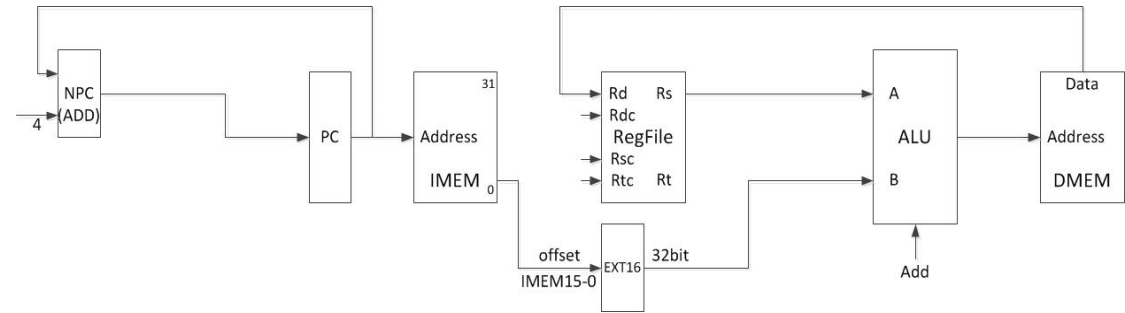 NPC
(ADD)
4
PC
31
Address
IMEM
0
offset
IMEM15-0
EXT16
32bit
Rd Rs
Rdc
RegFile
Rsc
Rtc Rt
A
ALU
B
Add
Data
Address
DMEM